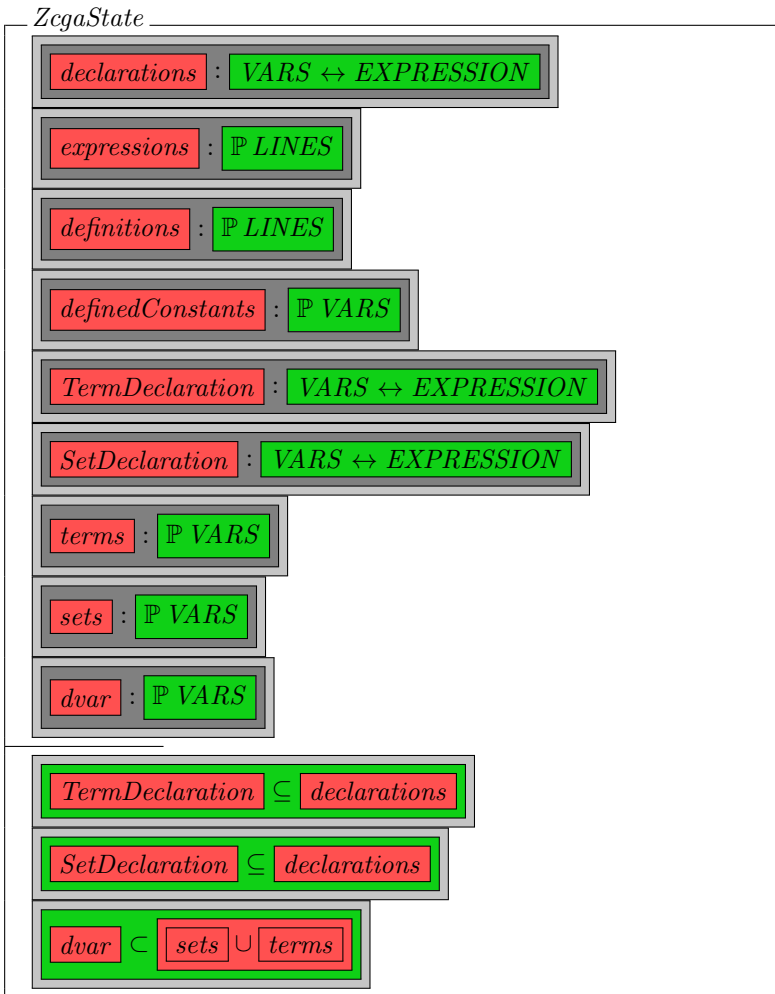 ZcgaState
declarations : VARS ↔ EXPRESSION
expressions : ℙ LINES
definitions : ℙ LINES
definedConstants : ℙ VARS
TermDeclaration : VARS ↔ EXPRESSION
SetDeclaration : VARS ↔ EXPRESSION
terms : ℙ VARS
sets : ℙ VARS
dvar : ℙ VARS
TermDeclaration ⊆ declarations
SetDeclaration ⊆ declarations
dvar ⊂ sets ∪ terms